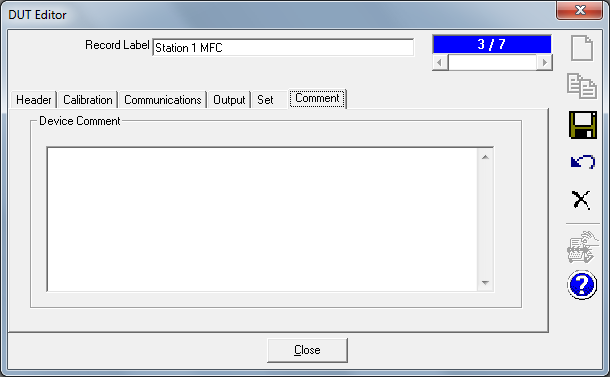 DUT Editor
Record Label Station 1 MFC 3 / 7
Header Calibration Communications Output Set Comment
Device Comment
Close
?